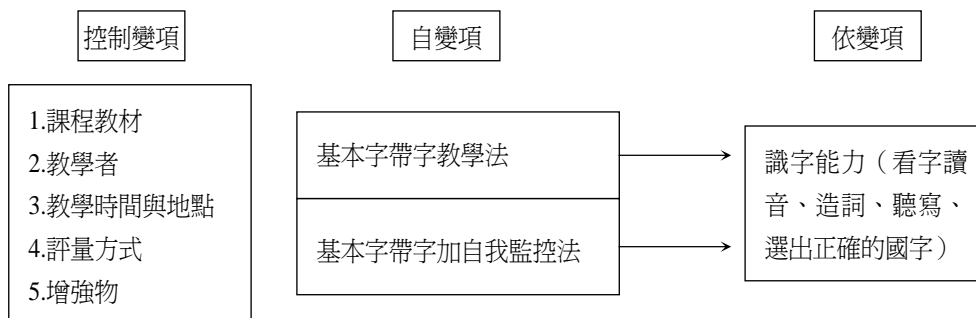 控制變項
自變項
依變項
1.課程教材
2.教學者
3.教學時間與地點
4.評量方式
5.增強物
基本字帶字教學法
基本字帶字加自我監控法
識字能力（看字讀
音、造詞、聽寫、
選出正確的國字）